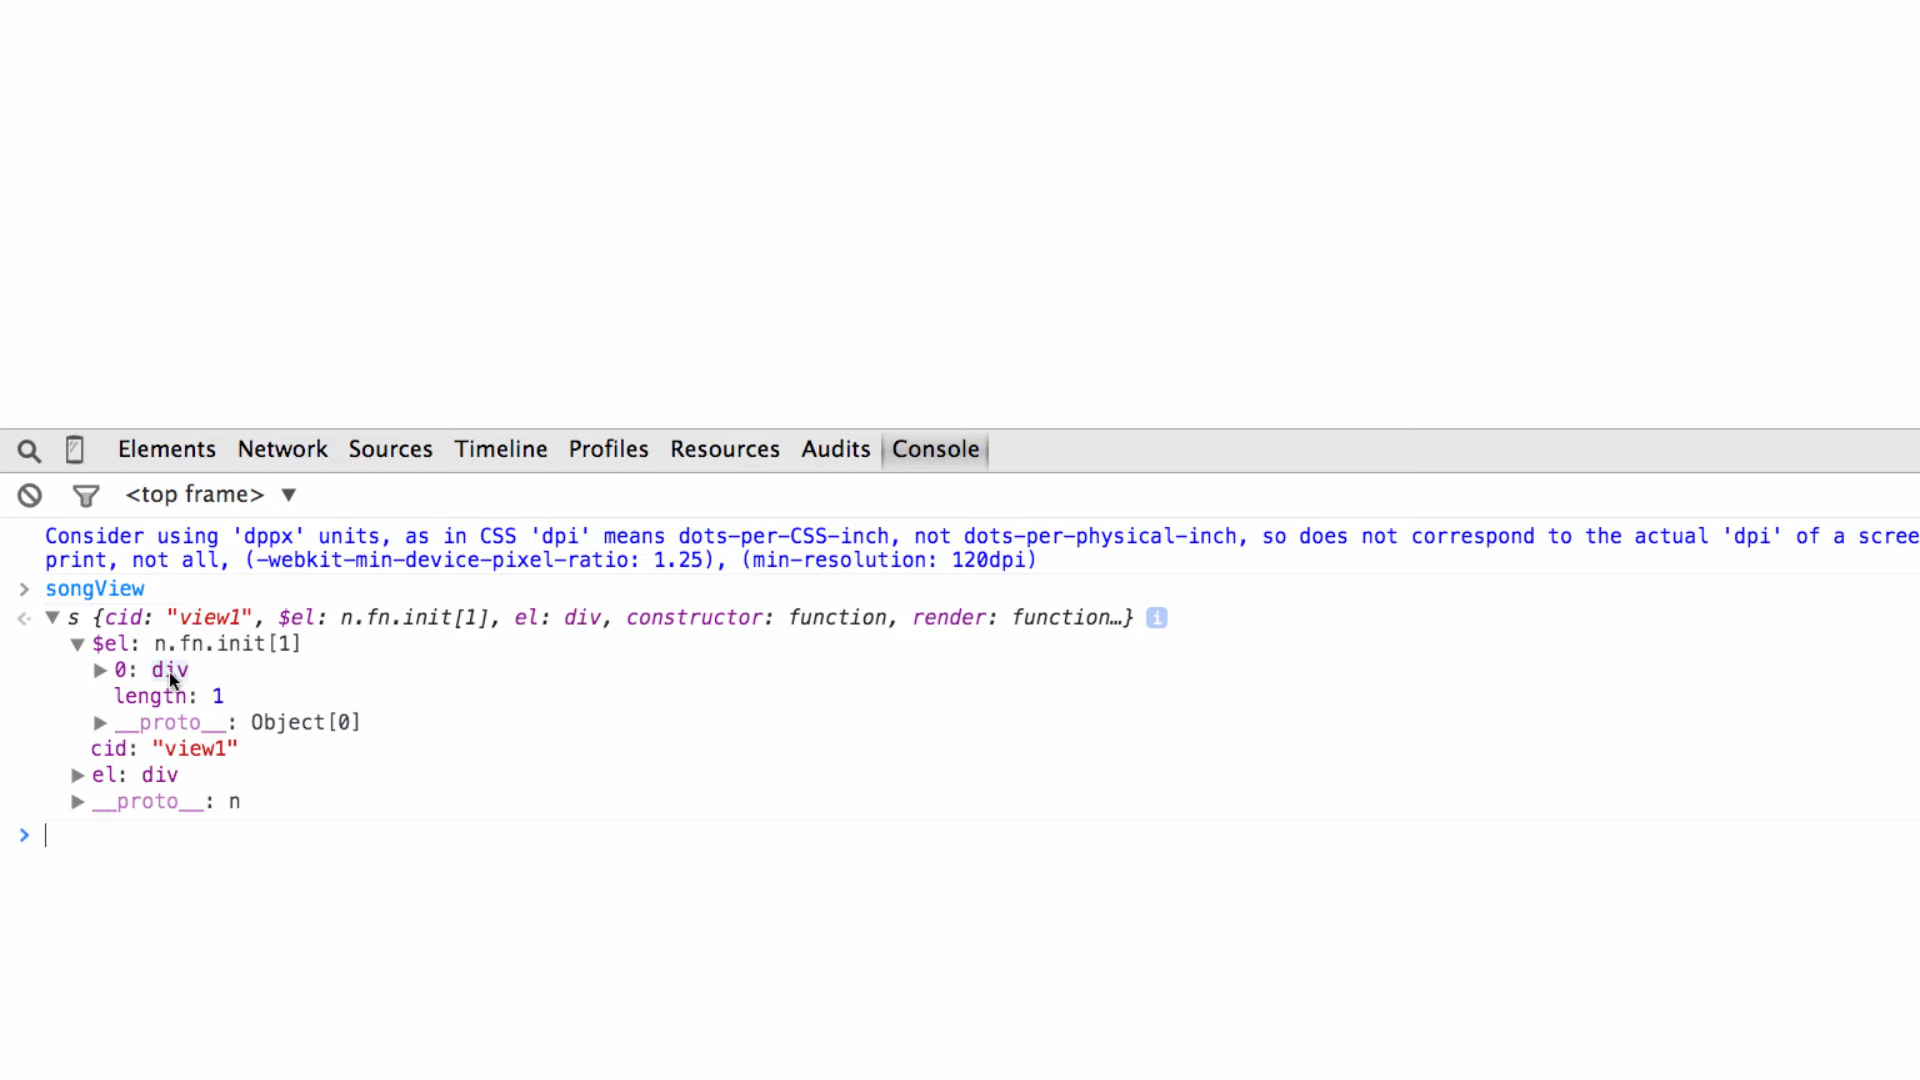 Elements Network Sources Timeline Profiles Resources Audits Console
<top frame> ▼
Consider using 'dppx' units, as in CSS 'dpi' means dots-per-CSS-inch, not dots-per-physical-inch, so does not correspond to the actual 'dpi' of a scree
print, not all, (-webkit-min-device-pixel-ratio: 1.25), (min-resolution: 120dpi)
> songView
▼ s {cid: "view1", $el: n.fn.init[1], el: div, constructor: function, render: function…} i
▼ $el: n.fn.init[1]
▶ 0: div
length: 1
▶ __proto__: Object[0]
cid: "view1"
▶ el: div
▶ __proto__: n
>